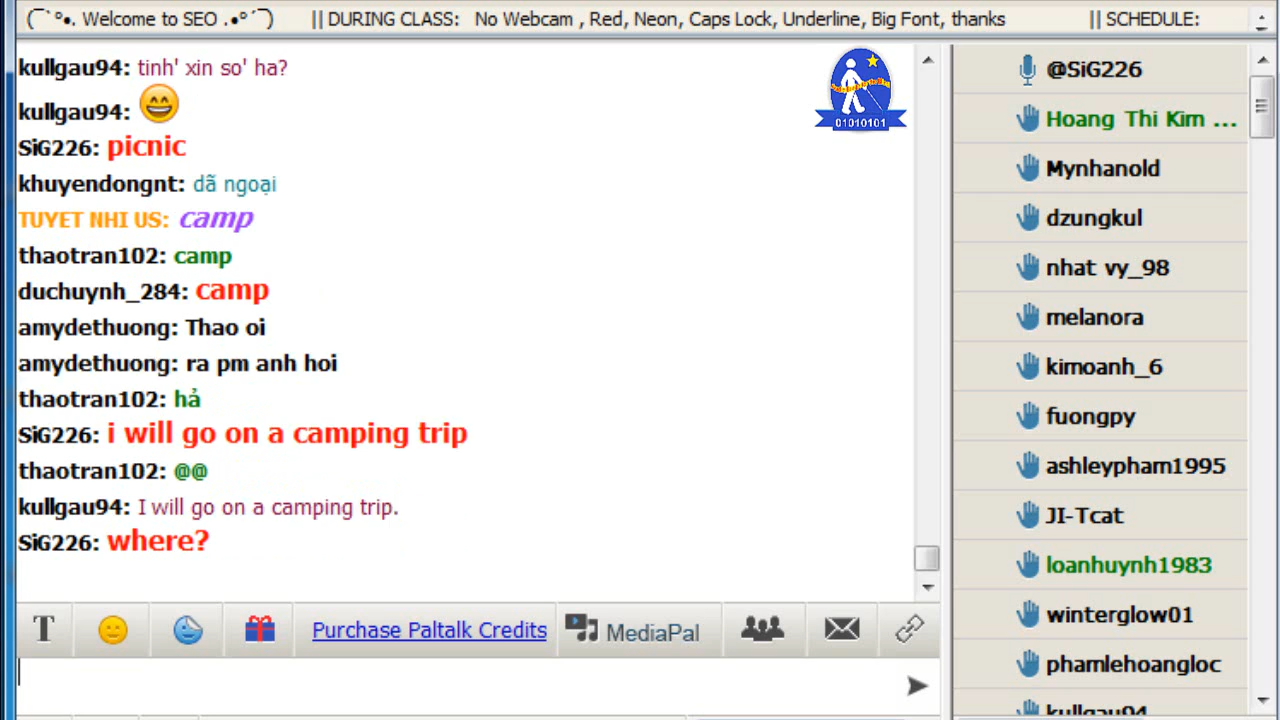 (¯`°•. Welcome to SEO .•°´¯) || DURING CLASS: No Webcam , Red, Neon, Caps Lock, Underline, Big Font, thanks || SCHEDULE:
kullgau94: tinh' xin so' ha?
kullgau94:
SiG226: picnic
khuyendongnt: dã ngoại
TUYET NHI US: camp
thaotran102: camp
duchuynh_284: camp
amydethuong: Thao oi
amydethuong: ra pm anh hoi
thaotran102: hả
SiG226: i will go on a camping trip
thaotran102: @@
kullgau94: I will go on a camping trip.
SiG226: where?
01010101
T Purchase Paltalk Credits MediaPal
@SiG226
Hoang Thi Kim ...
Mynhanold
dzungkul
nhat vy_98
melanora
kimoanh_6
fuongpy
ashleypham1995
JI-Tcat
loanhuynh1983
winterglow01
phamlehoangloc
kullgau94